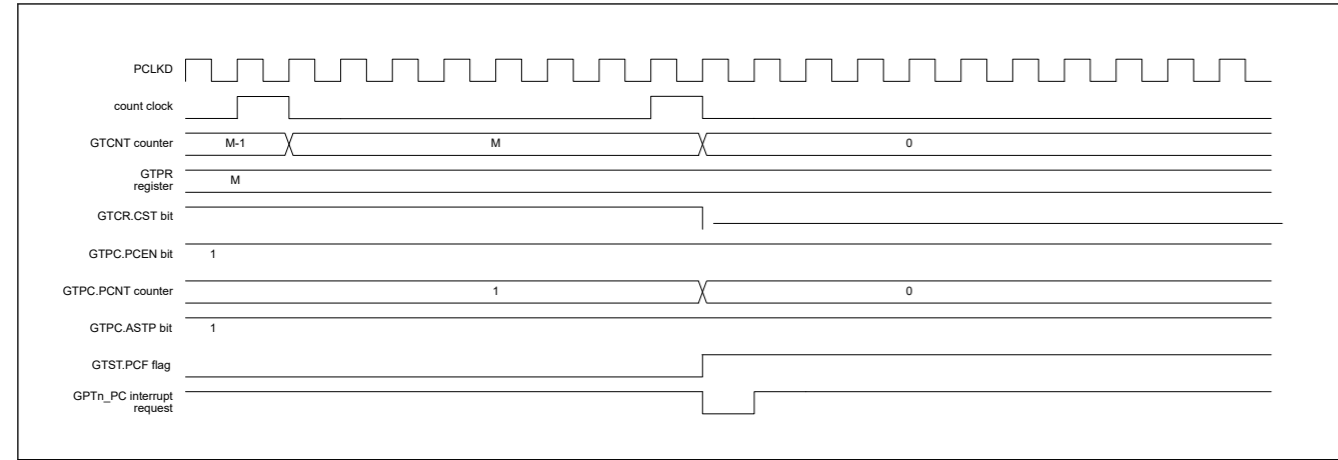 PCLKD
count clock
GTCNT counter M-1 M 0
GTPR
register M
GTCR.CST bit
GTPC.PCEN bit 1
GTPC.PCNT counter 1 0
GTPC.ASTP bit 1
GTST.PCF flag
GPTn_PC interrupt
request